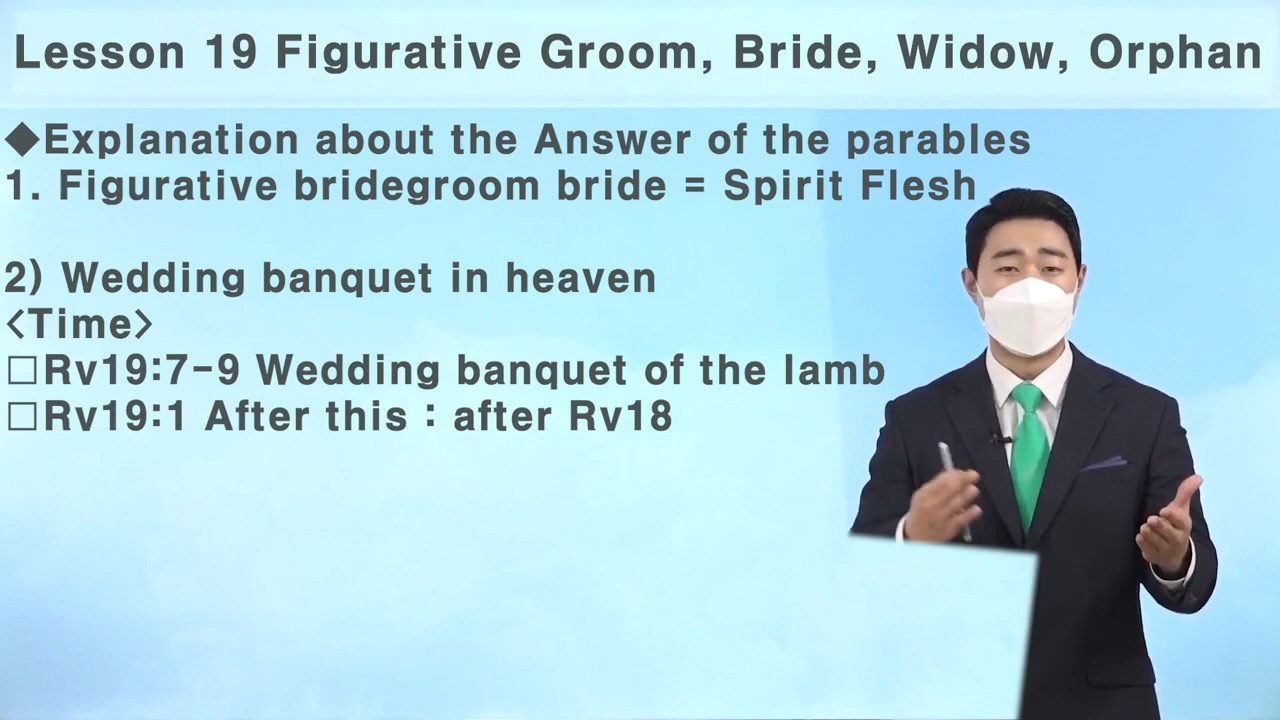 Lesson 19 Figurative Groom, Bride, Widow, Orphan
◆Explanation about the Answer of the parables
1. Figurative bridegroom bride = Spirit Flesh
2) Wedding banquet in heaven
<Time>
□Rv19:7-9 Wedding banquet of the lamb
□Rv19:1 After this : after Rv18